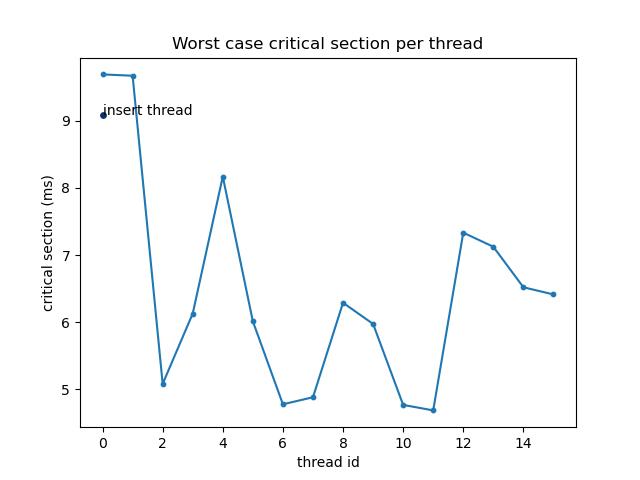 Worst case critical section per thread
insert thread
critical section (ms)
9
8
7
6
5
0 2 4 6 8 10 12 14
thread id